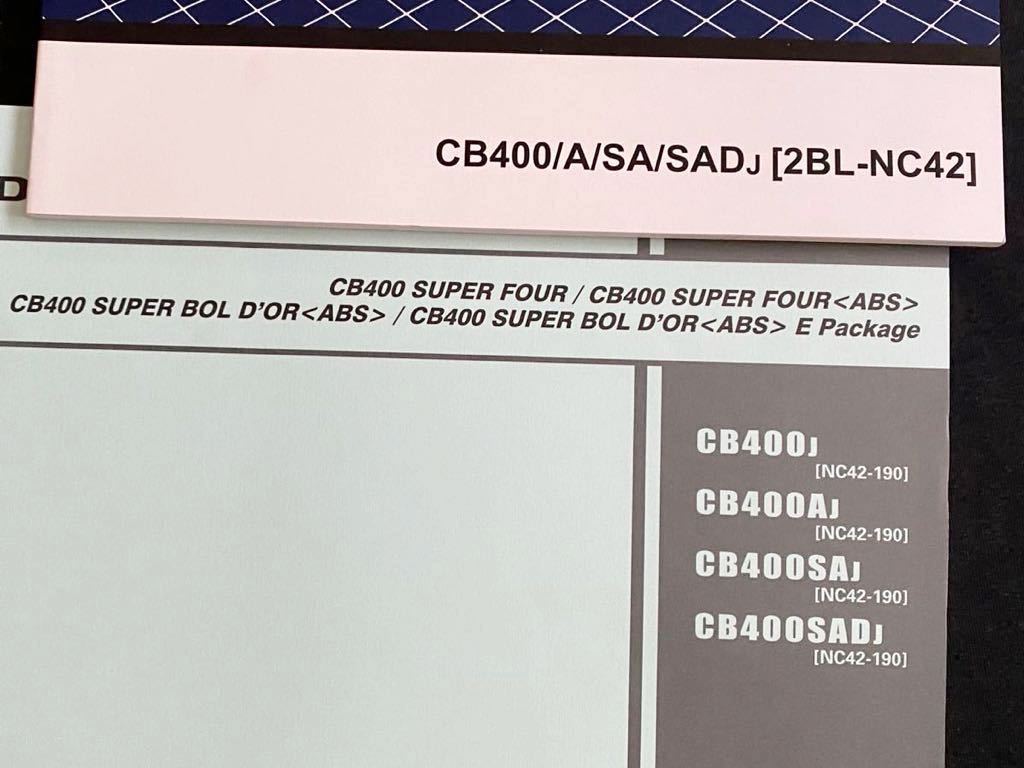 CB400/A/SA/SADJ [2BL-NC42]
D
CB400 SUPER FOUR / CB400 SUPER FOUR<ABS>
CB400 SUPER BOL D'OR<ABS> / CB400 SUPER BOL D'OR<ABS> E Package
CB400J
[NC42-190]
CB400AJ
[NC42-190]
CB400SAJ
[NC42-190]
CB400SADJ
[NC42-190]